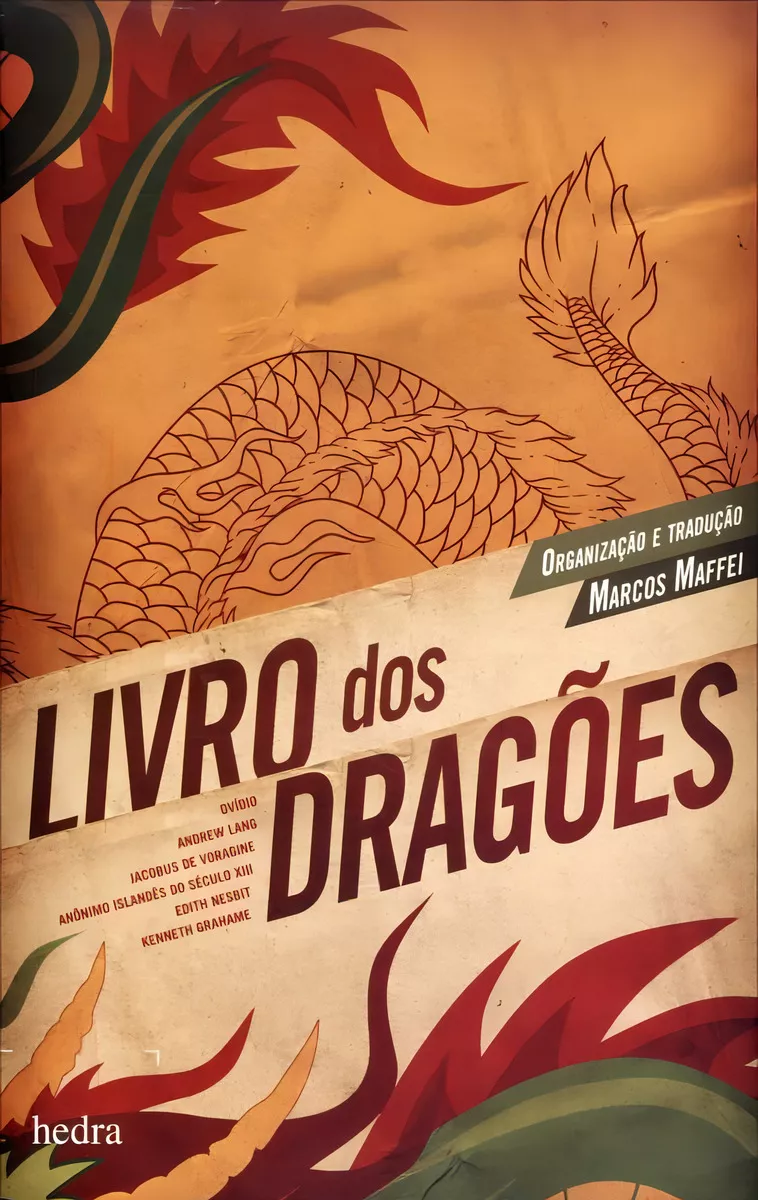 ORGANIZAÇÃO E TRADUÇÃO
MARCOS MAFFEI
LIVRO dos
DRAGÕES
OVÍDIO
ANDREW LANG
JACOBUS DE VORAGINE
ANÔNIMO ISLANDÊS DO SÉCULO XIII
EDITH NESBIT
KENNETH GRAHAME
hedra